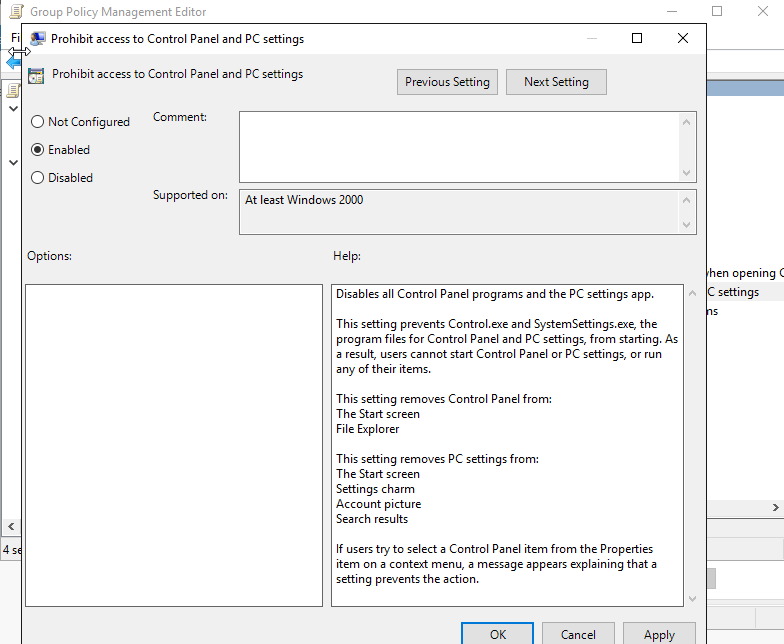 Group Policy Management Editor
Fi
Prohibit access to Control Panel and PC settings
Prohibit access to Control Panel and PC settings
Previous Setting
Next Setting
Not Configured
Enabled
Disabled
Comment:
Supported on:
At least Windows 2000
Options:
Help:
Disables all Control Panel programs and the PC settings app.
This setting prevents Control.exe and SystemSettings.exe, the
program files for Control Panel and PC settings, from starting. As
a result, users cannot start Control Panel or PC settings, or run
any of their items.
This setting removes Control Panel from:
The Start screen
File Explorer
This setting removes PC settings from:
The Start screen
Settings charm
Account picture
Search results
If users try to select a Control Panel item from the Properties
item on a context menu, a message appears explaining that a
setting prevents the action.
when opening C
C settings
ms
4 se
OK
Cancel
Apply